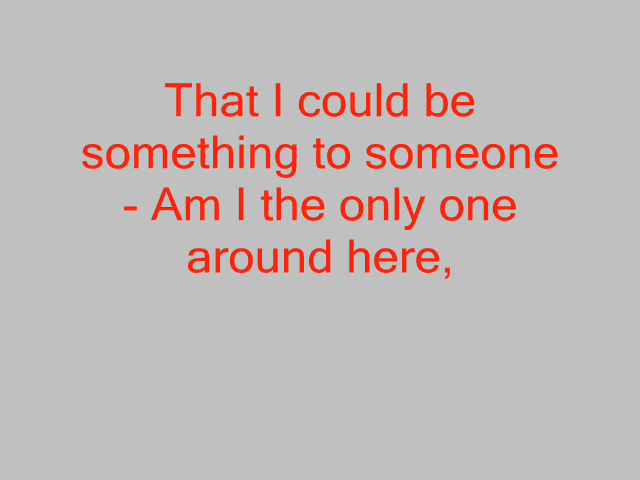 That I could be
something to someone
- Am I the only one
around here,